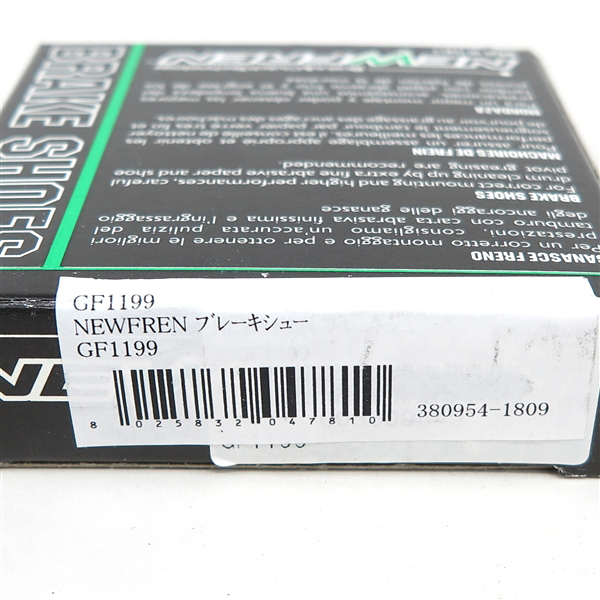 GF1199
NEWFREN ブレーキシュー
GF1199
8 025832 047810
380954-1809
GF1199
BRAKE SHOES
NEWFREN
GANASCE FRENO
Per un corretto montaggio e per ottenere le migliori
prestazioni, consigliamo un'accurata pulizia del
tamburo con carta abrasiva finissima e l'ingrassaggio
degli ancoraggi delle ganasce
BRAKE SHOES
For correct mounting and higher performances, careful
drum cleaning up by extra fine abrasive paper and shoe
pivot greasing are recommended.
MACHOIRES DE FREIN
MORDAZA